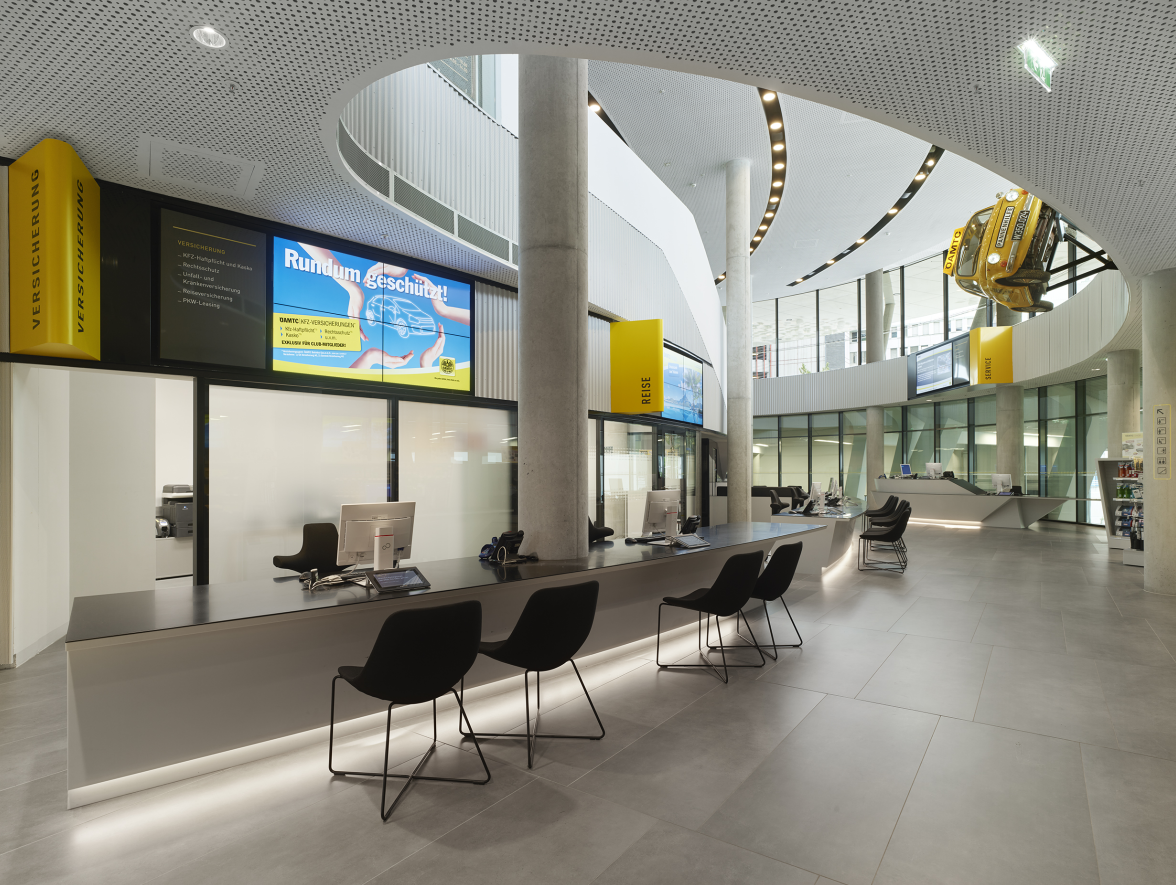 VERSICHERUNG
VERSICHERUNG
VERSICHERUNG
– KFZ-Haftpflicht und Kasko
– Rechtsschutz
– Unfall- und
Krankenversicherung
– Reiseversicherung
– PKW-Leasing
Rundum geschützt!
ÖAMTC KFZ-VERSICHERUNGEN
Kfz-Haftpflicht
Rechtsschutz
Kasko
u.v.m.
EXKLUSIV FÜR CLUB-MITGLIEDER!
REISE
SERVICE
ÖAMTC
PANNENHILFE